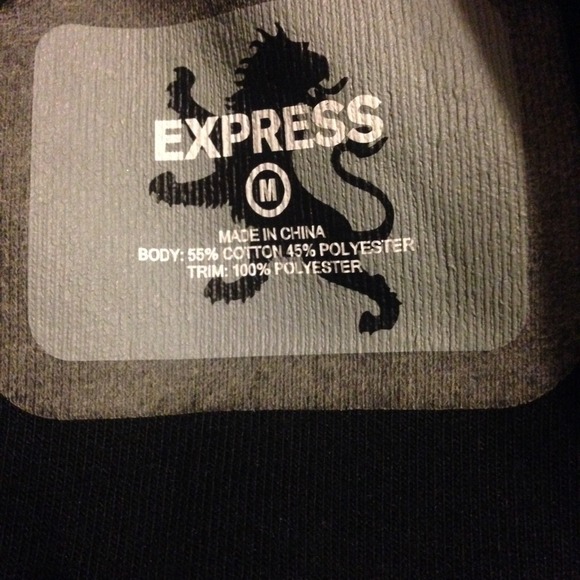 EXPRESS
M
MADE IN CHINA
BODY: 55% COTTON 45% POLYESTER
TRIM: 100% POLYESTER